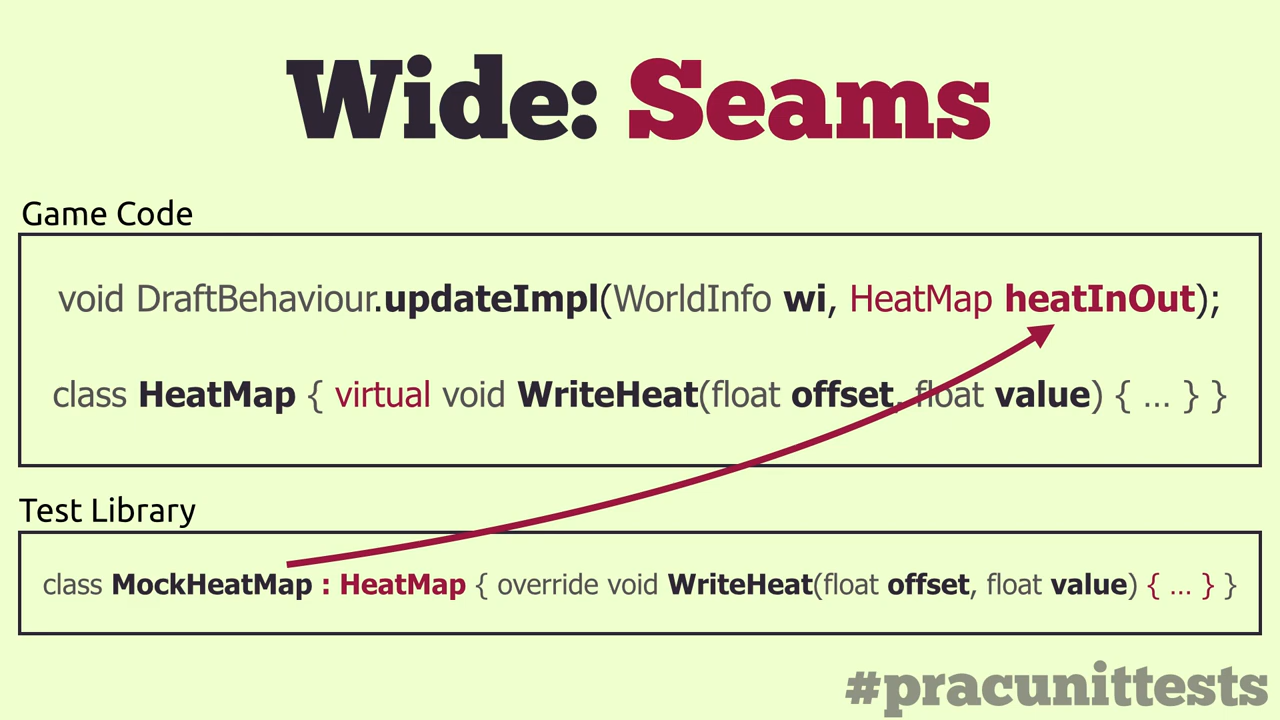 Wide: Seams
Game Code
void DraftBehaviour.updateImpl(WorldInfo wi, HeatMap heatInOut);
class HeatMap { virtual void WriteHeat(float offset, float value) { ... } }
Test Library
class MockHeatMap : HeatMap { override void WriteHeat(float offset, float value) { ... } }
#pracunittests